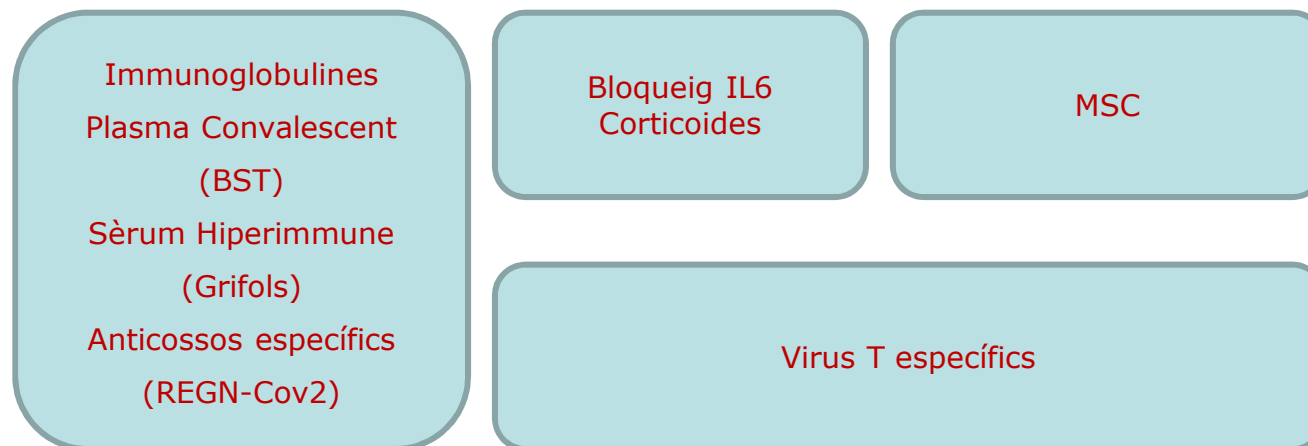 Immunoglobulines
Plasma Convalescent
(BST)
Sèrum Hiperimmune
(Grifols)
Anticossos específics
(REGN-Cov2)
Bloqueig IL6
Corticoides
MSC
Virus T específics